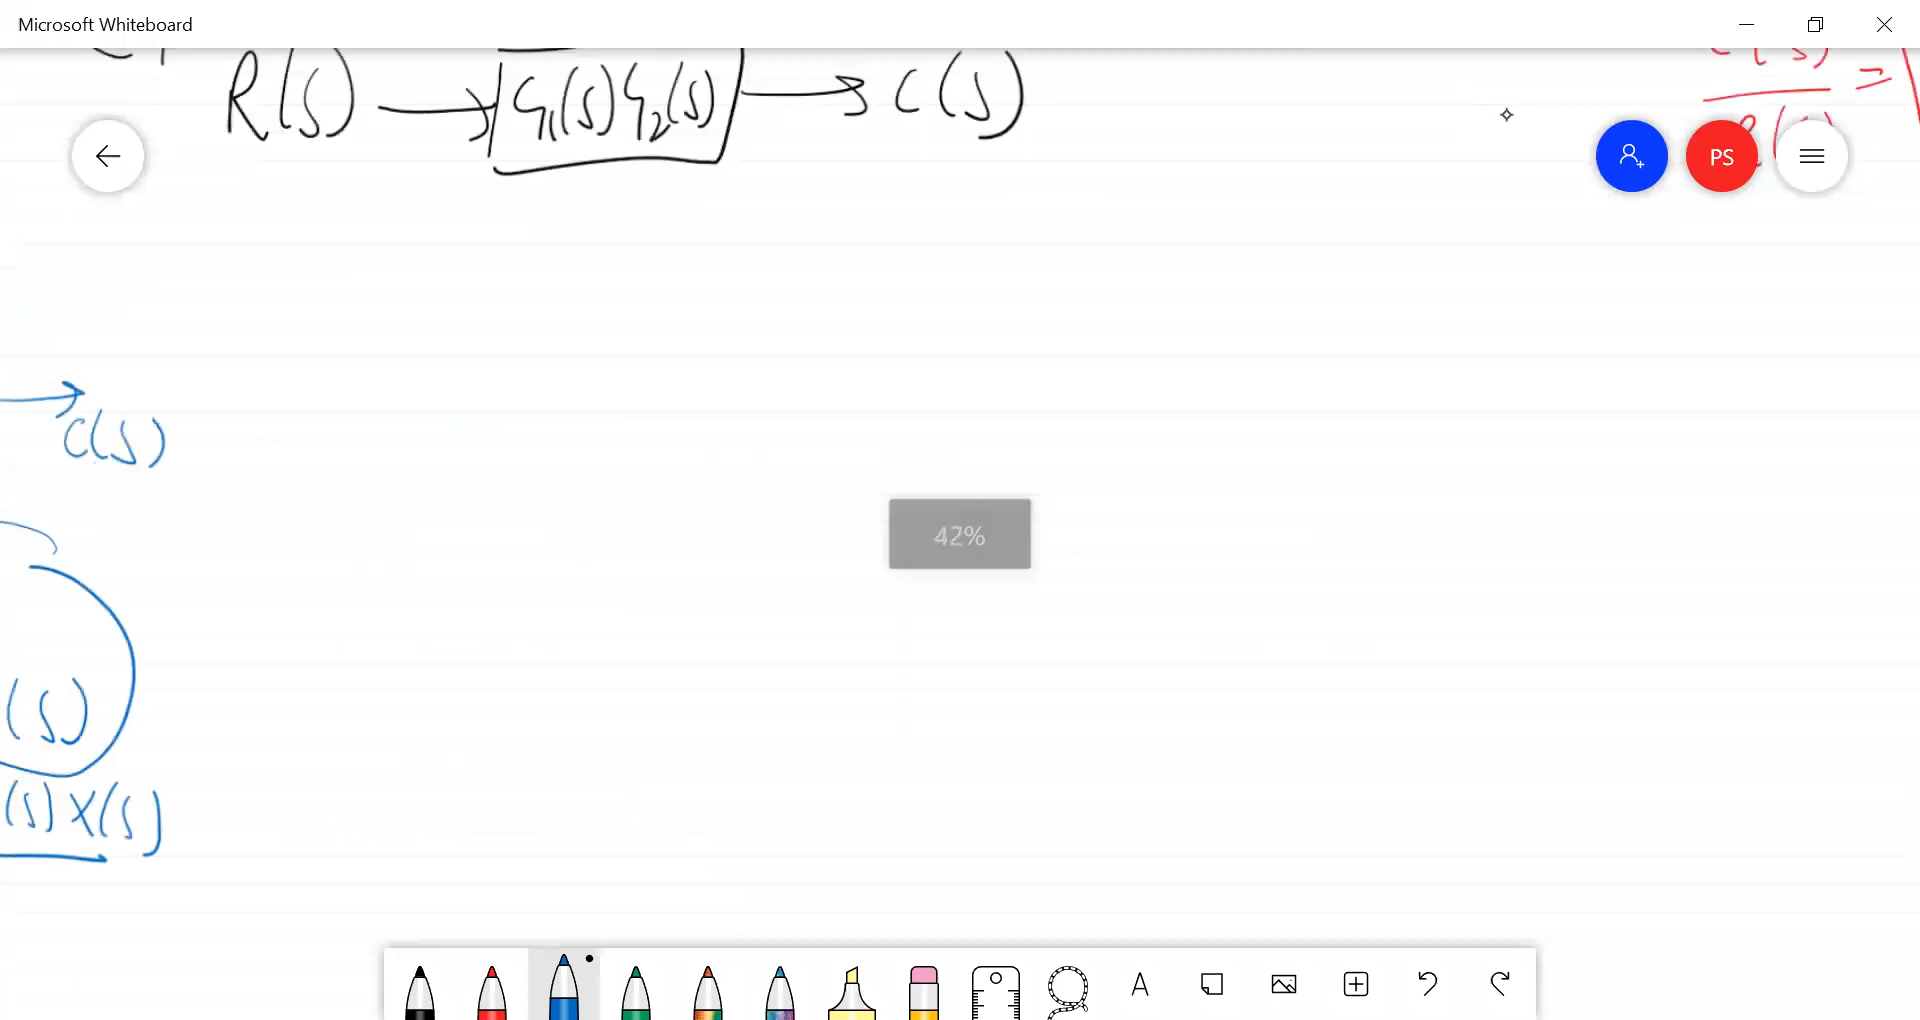 Microsoft Whiteboard
R(s) → G₁(s)G₂(s) → C(s)
=
PS
→ C(s)
42%
(s)
(s) X(s)
A